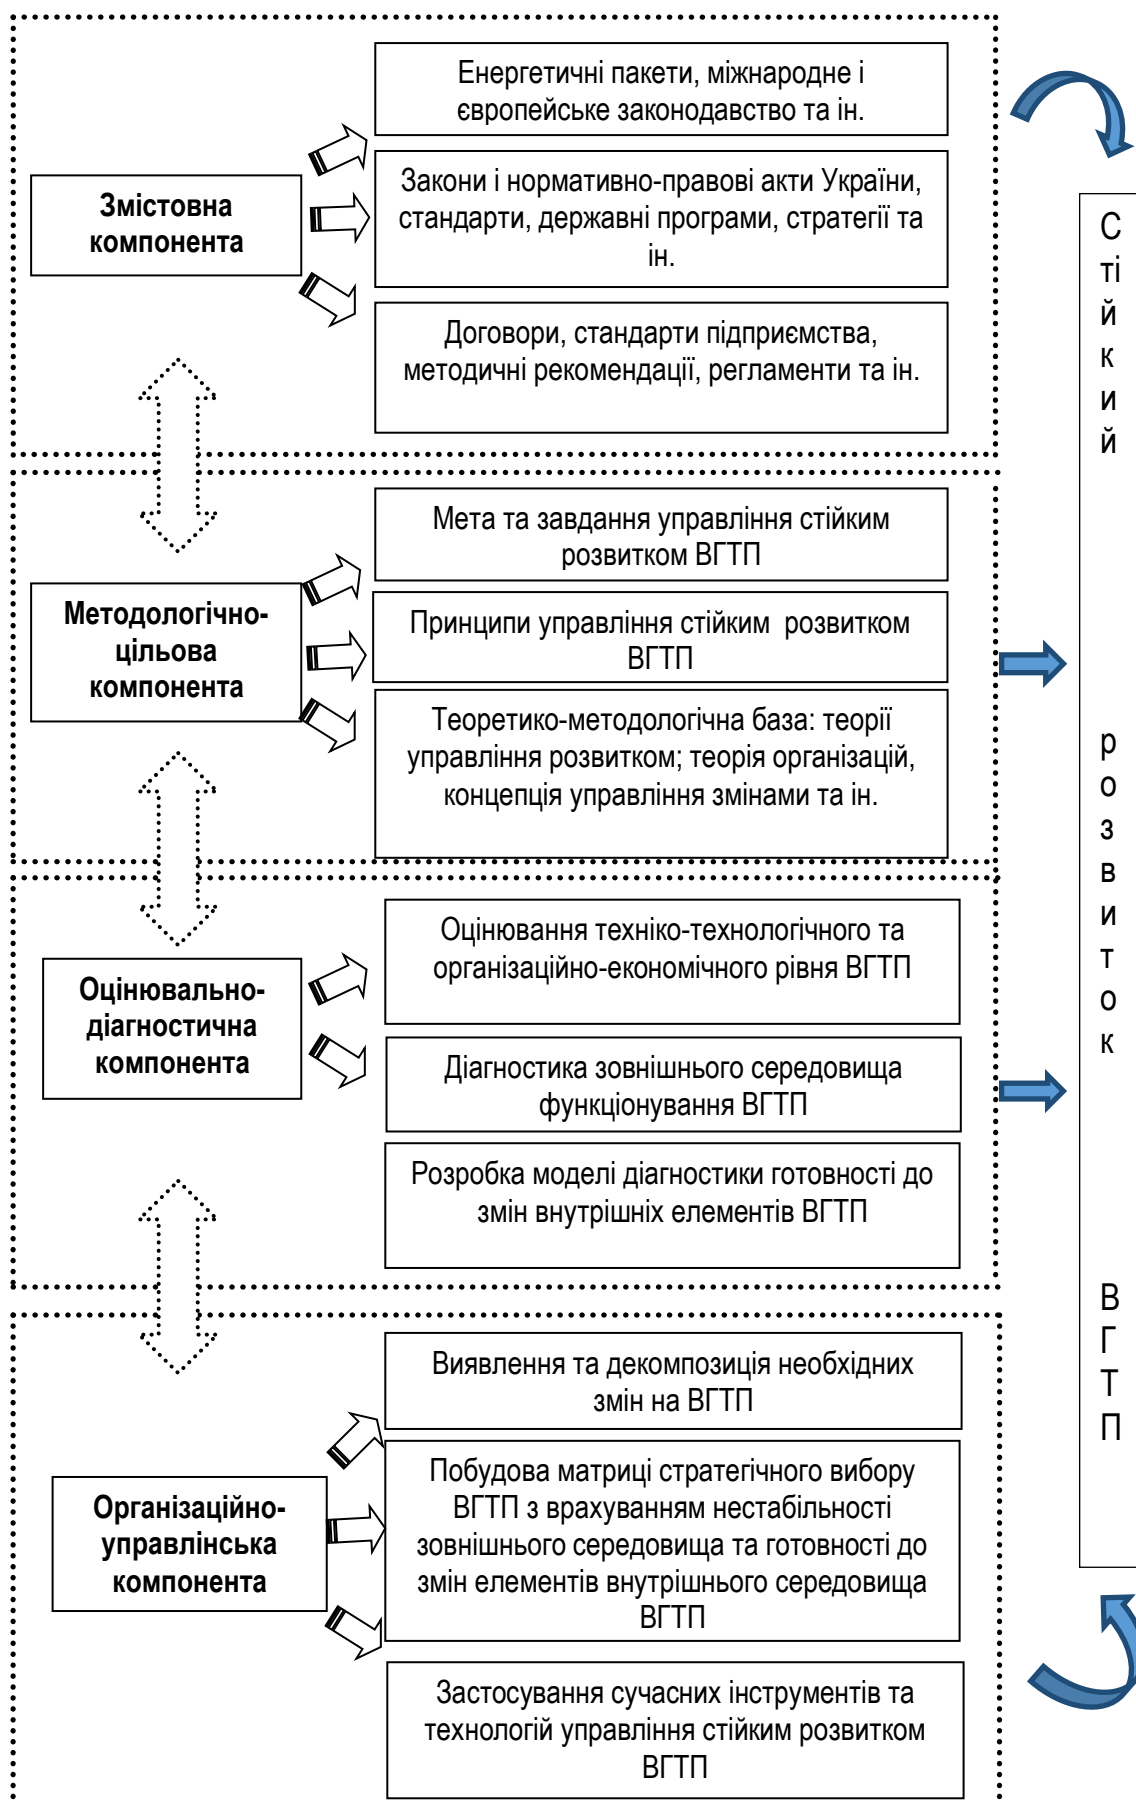 Енергетичні пакети, міжнародне і
європейське законодавство та ін.
Змістовна
компонента
Закони і нормативно-правові акти України,
стандарти, державні програми, стратегії та
ін.
Договори, стандарти підприємства,
методичні рекомендації, регламенти та ін.
Мета та завдання управління стійким
розвитком ВГТП
Методологічно-
цільова
компонента
Принципи управління стійким  розвитком
ВГТП
Теоретико-методологічна база: теорії
управління розвитком; теорія організацій,
концепція управління змінами та ін.
Оцінювання техніко-технологічного та
організаційно-економічного рівня ВГТП
Оцінювально-
діагностична
компонента
Діагностика зовнішнього середовища
функціонування ВГТП
Розробка моделі діагностики готовності до
змін внутрішніх елементів ВГТП
Виявлення та декомпозиція необхідних
змін на ВГТП
Організаційно-
управлінська
компонента
Побудова матриці стратегічного вибору
ВГТП з врахуванням нестабільності
зовнішнього середовища та готовності до
змін елементів внутрішнього середовища
ВГТП
Застосування сучасних інструментів та
технологій управління стійким розвитком
ВГТП
С
ті
й
к
и
й
р
о
з
в
и
т
о
к
В
Г
Т
П